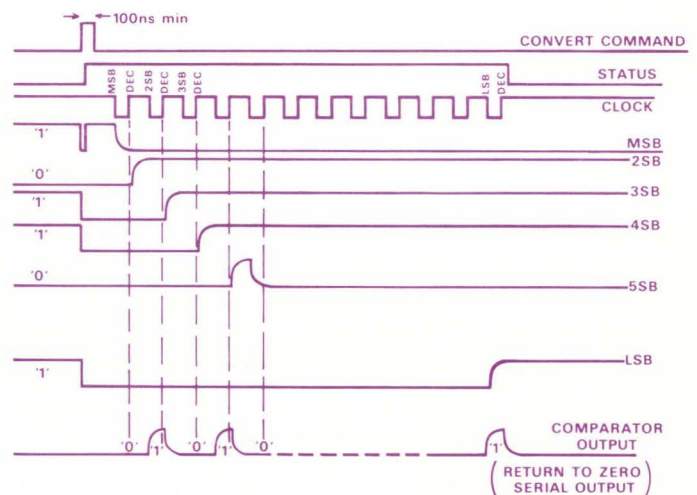 100ns min
CONVERT COMMAND
STATUS
MSB DEC 2SB DEC 3SB DEC LSB DEC
CLOCK
'1'
MSB
'0'
2SB
'1'
3SB
'1'
4SB
'0'
5SB
'1'
LSB
COMPARATOR
OUTPUT
'0' '1' '0' '1' '0' '1'
(RETURN TO ZERO
SERIAL OUTPUT)